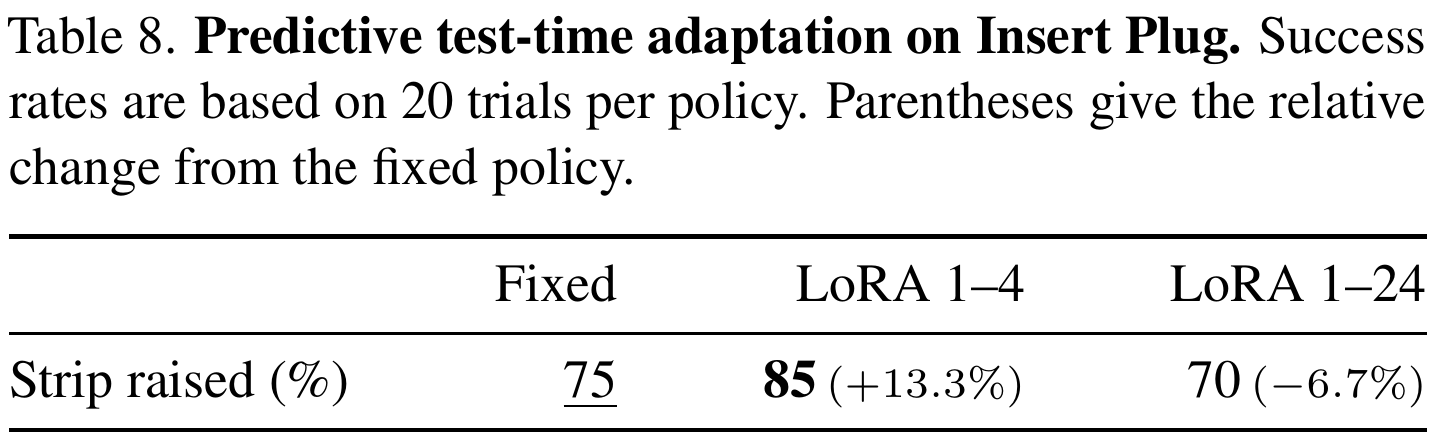 Table 8. Predictive test-time adaptation on Insert Plug. Success
rates are based on 20 trials per policy. Parentheses give the relative
change from the fixed policy.
Fixed LoRA 1–4 LoRA 1–24
Strip raised (%) 75 85 (+13.3%) 70 (−6.7%)